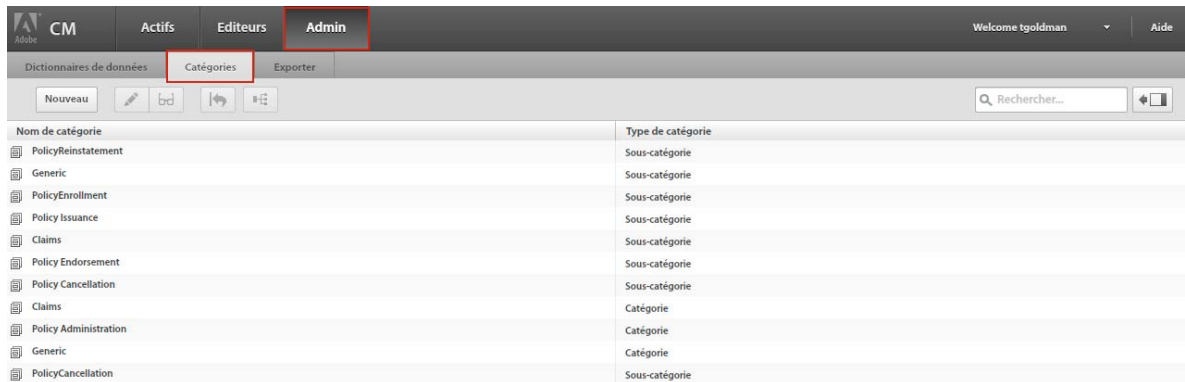 Adobe CM Actifs Editeurs Admin Welcome tgoldman Aide
Dictionnaires de données Catégories Exporter
Nouveau Rechercher...
Nom de catégorie Type de catégorie
PolicyReinstatement Sous-catégorie
Generic Sous-catégorie
PolicyEnrollment Sous-catégorie
Policy Issuance Sous-catégorie
Claims Sous-catégorie
Policy Endorsement Sous-catégorie
Policy Cancellation Sous-catégorie
Claims Catégorie
Policy Administration Catégorie
Generic Catégorie
PolicyCancellation Sous-catégorie